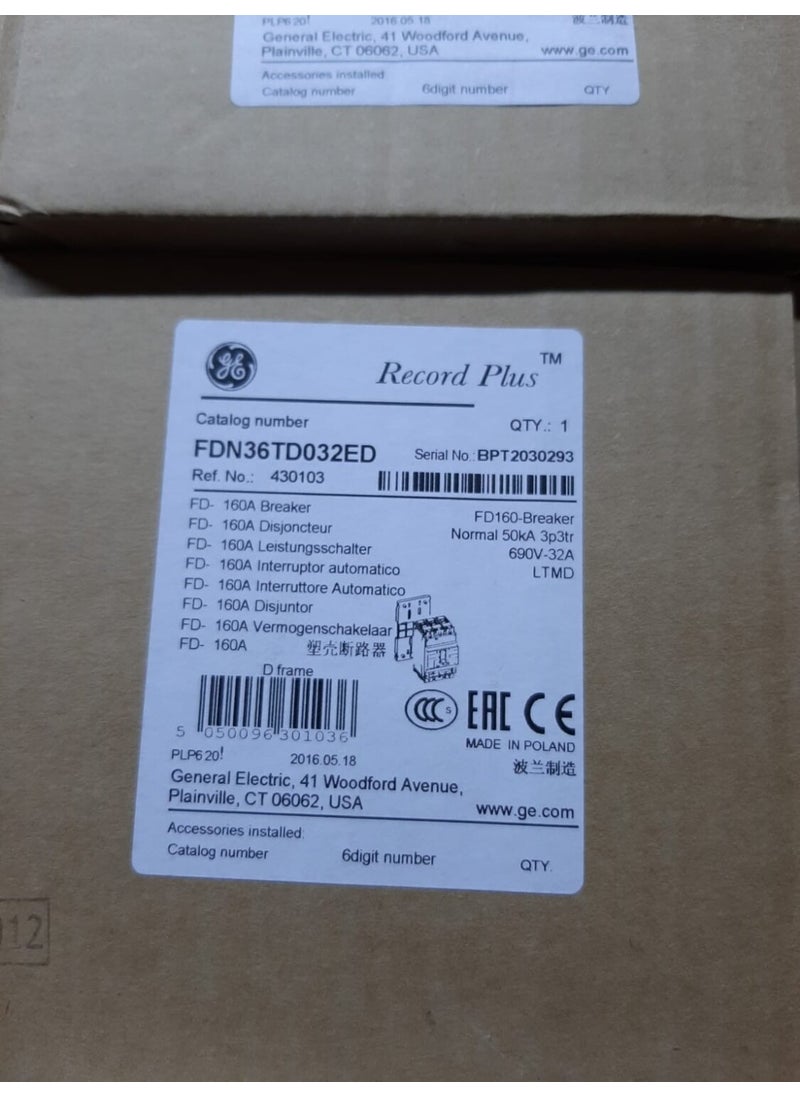 PLP6 20! 2016 05 18 波兰制造
General Electric, 41 Woodford Avenue,
Plainville, CT 06062, USA www.ge.com
Accessories installed
Catalog number 6digit number QTY
GE Record Plus™
Catalog number QTY.: 1
FDN36TD032ED Serial No.: BPT2030293
Ref. No.: 430103
FD- 160A Breaker FD160-Breaker
FD- 160A Disjoncteur Normal 50kA 3p3tr
FD- 160A Leistungsschalter 690V-32A
FD- 160A Interruptor automatico LTMD
FD- 160A Interruttore Automatico
FD- 160A Disjuntor
FD- 160A Vermogenschakelaar
FD- 160A 塑壳断路器
D frame
CCC S EAC CE
5 050096 301036
MADE IN POLAND
PLP6 20! 2016.05.18 波兰制造
General Electric, 41 Woodford Avenue,
Plainville, CT 06062, USA www.ge.com
Accessories installed:
Catalog number 6digit number QTY.
12